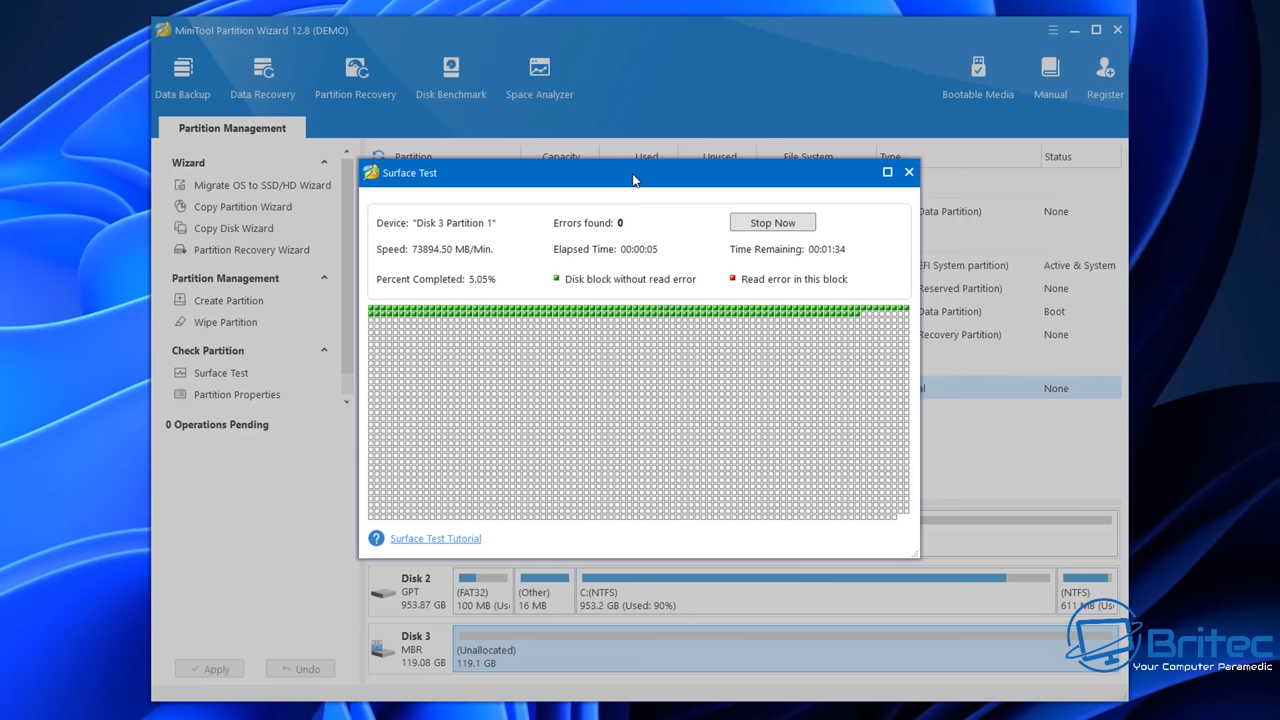 MiniTool Partition Wizard 12.8 (DEMO)
Data Backup
Data Recovery
Partition Recovery
Disk Benchmark
Space Analyzer
Bootable Media
Manual
Register
Partition Management
Wizard
Migrate OS to SSD/HD Wizard
Copy Partition Wizard
Copy Disk Wizard
Partition Recovery Wizard
Partition Management
Create Partition
Wipe Partition
Check Partition
Surface Test
Partition Properties
0 Operations Pending
Apply
Undo
Partition
Capacity
Used
Unused
File System
Type
Status
Data Partition)
None
EFI System partition)
Active & System
Reserved Partition)
None
Data Partition)
Boot
Recovery Partition)
None
None
Surface Test
Device: "Disk 3 Partition 1"
Errors found: 0
Stop Now
Speed: 73894.50 MB/Min.
Elapsed Time: 00:00:05
Time Remaining: 00:01:34
Percent Completed: 5.05%
Disk block without read error
Read error in this block
Surface Test Tutorial
Disk 2
GPT
953.87 GB
(FAT32)
100 MB (Us
(Other)
16 MB
C:(NTFS)
953.2 GB (Used: 90%)
(NTFS)
611 MB (Us
Disk 3
MBR
119.08 GB
(Unallocated)
119.1 GB
Britec
Your Computer Paramedic